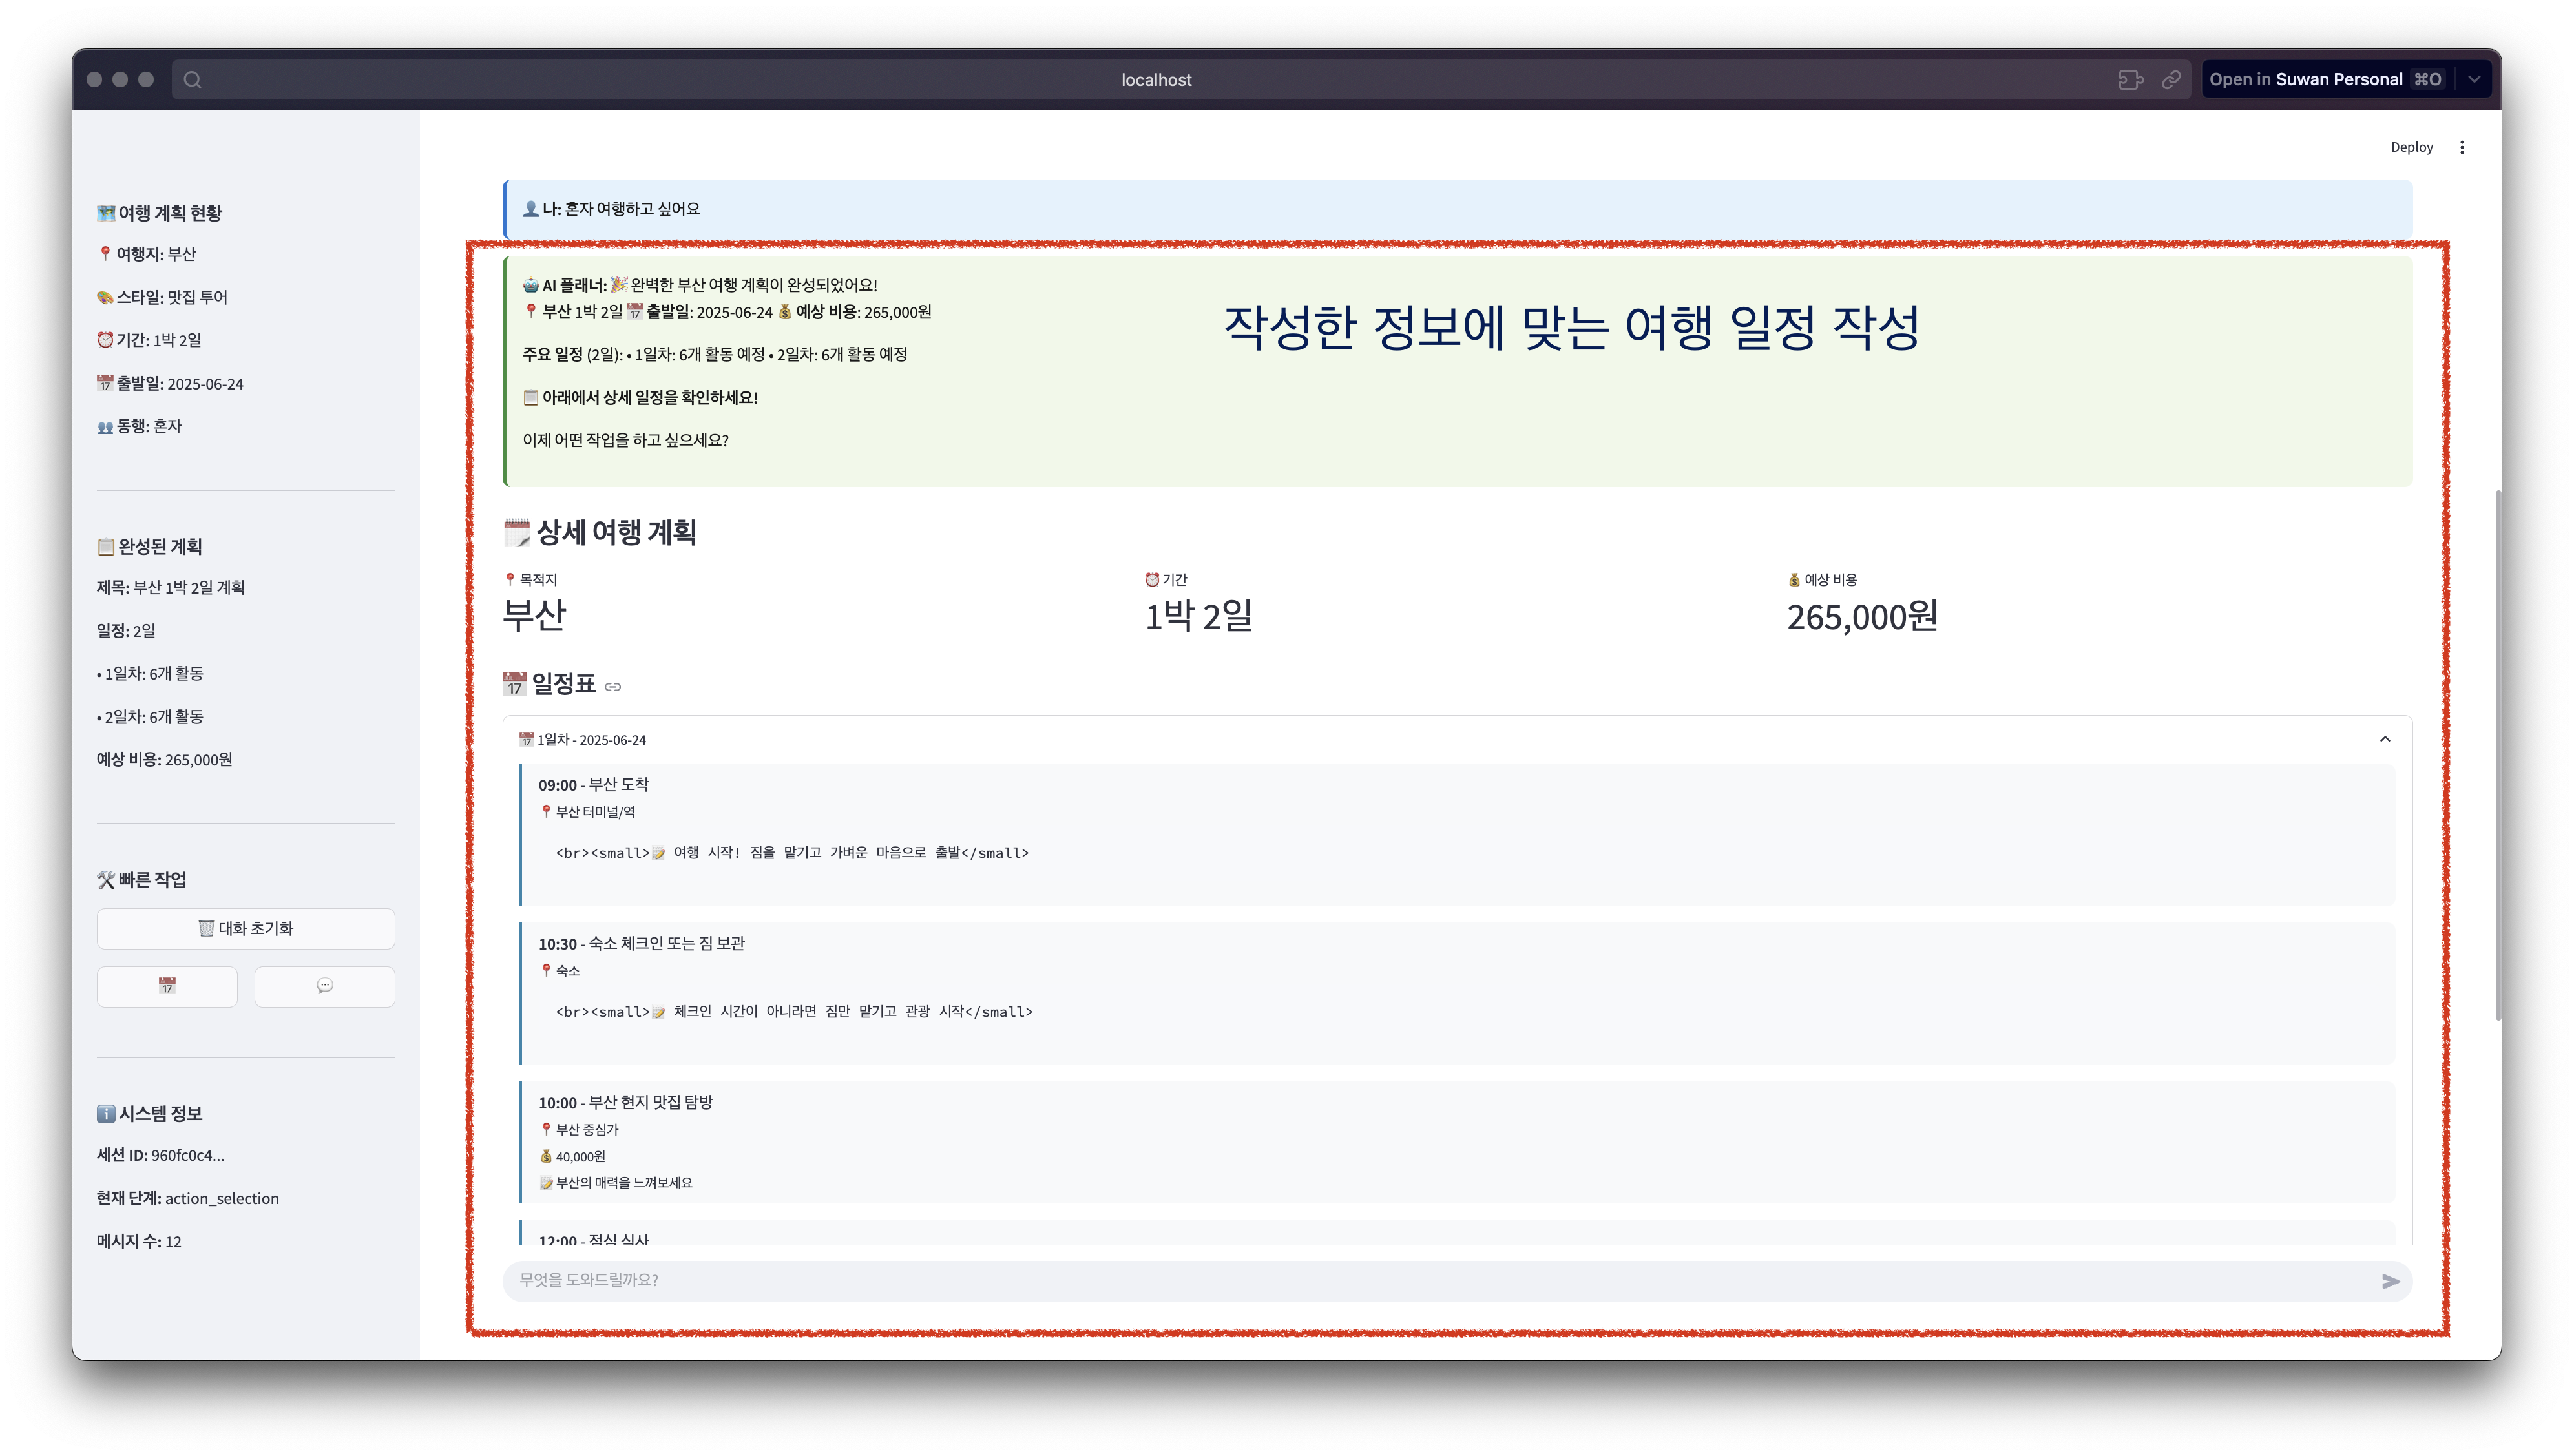 localhost
Open in Suwan Personal ⌘O
Deploy
🗺️ 여행 계획 현황
📍 여행지: 부산
🎨 스타일: 맛집 투어
⏰ 기간: 1박 2일
📅 출발일: 2025-06-24
👥 동행: 혼자
📋 완성된 계획
제목: 부산 1박 2일 계획
일정: 2일
• 1일차: 6개 활동
• 2일차: 6개 활동
예상 비용: 265,000원
🛠️ 빠른 작업
🗑️ 대화 초기화
📅 💬
ℹ️ 시스템 정보
세션 ID: 960fc0c4...
현재 단계: action_selection
메시지 수: 12
👤 나: 혼자 여행하고 싶어요
🤖 AI 플래너: 🎉 완벽한 부산 여행 계획이 완성되었어요!
📍 부산 1박 2일 📅 출발일: 2025-06-24 💰 예상 비용: 265,000원
주요 일정 (2일): • 1일차: 6개 활동 예정 • 2일차: 6개 활동 예정
📋 아래에서 상세 일정을 확인하세요!
이제 어떤 작업을 하고 싶으세요?
작성한 정보에 맞는 여행 일정 작성
🗓️ 상세 여행 계획
📍 목적지
부산
⏰ 기간
1박 2일
💰 예상 비용
265,000원
📅 일정표
📅 1일차 - 2025-06-24
09:00 - 부산 도착
📍 부산 터미널/역
<br><small>📝 여행 시작! 짐을 맡기고 가벼운 마음으로 출발</small>
10:30 - 숙소 체크인 또는 짐 보관
📍 숙소
<br><small>📝 체크인 시간이 아니라면 짐만 맡기고 관광 시작</small>
10:00 - 부산 현지 맛집 탐방
📍 부산 중심가
💰 40,000원
📝 부산의 매력을 느껴보세요
12:00 - 점심 식사
무엇을 도와드릴까요?